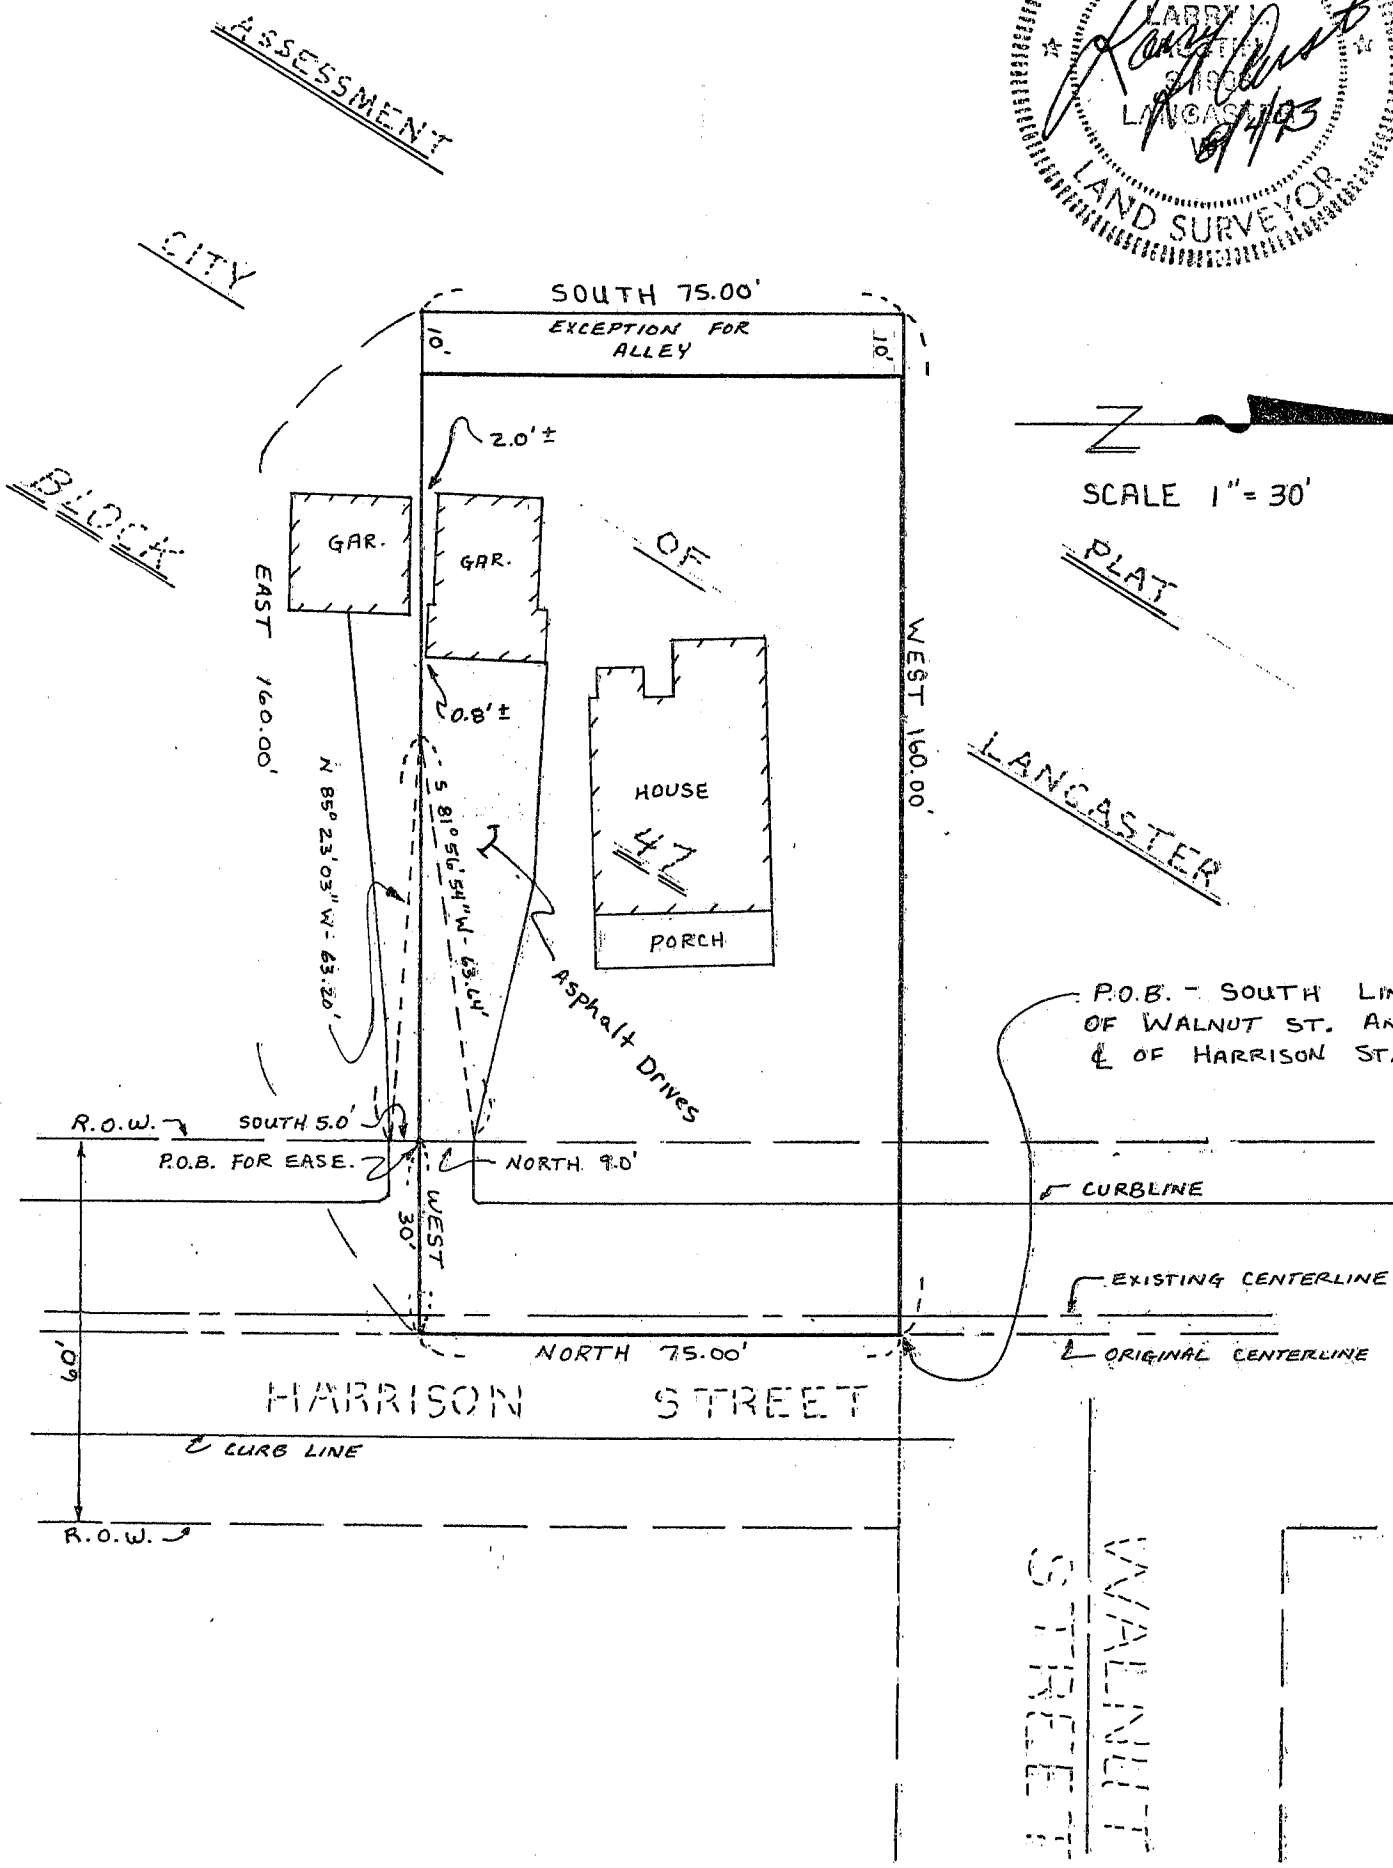 ASSESSMENT
CITY
BLOCK
OF
PLAT
LANCASTER
47
LARRY L.
LANCASTER
LAND SURVEYOR
SOUTH 75.00'
EXCEPTION FOR
ALLEY
10'
10'
Z
SCALE 1"= 30'
2.0'±
GAR.
GAR.
EAST 160.00'
WEST 160.00'
0.8'±
HOUSE
PORCH
N 85° 23' 03" W - 63.20'
S 81° 56' 54" W - 63.64'
Asphalt Drives
P.O.B. - SOUTH
OF WALNUT ST.
℄ OF HARRISON ST.
R.O.W.
SOUTH 5.0'
P.O.B. FOR EASE.
NORTH 9.0'
WEST
30'
CURBLINE
EXISTING CENTERLINE
ORIGINAL CENTERLINE
60'
NORTH 75.00'
HARRISON STREET
CURB LINE
R.O.W.
WALNUT
STREET